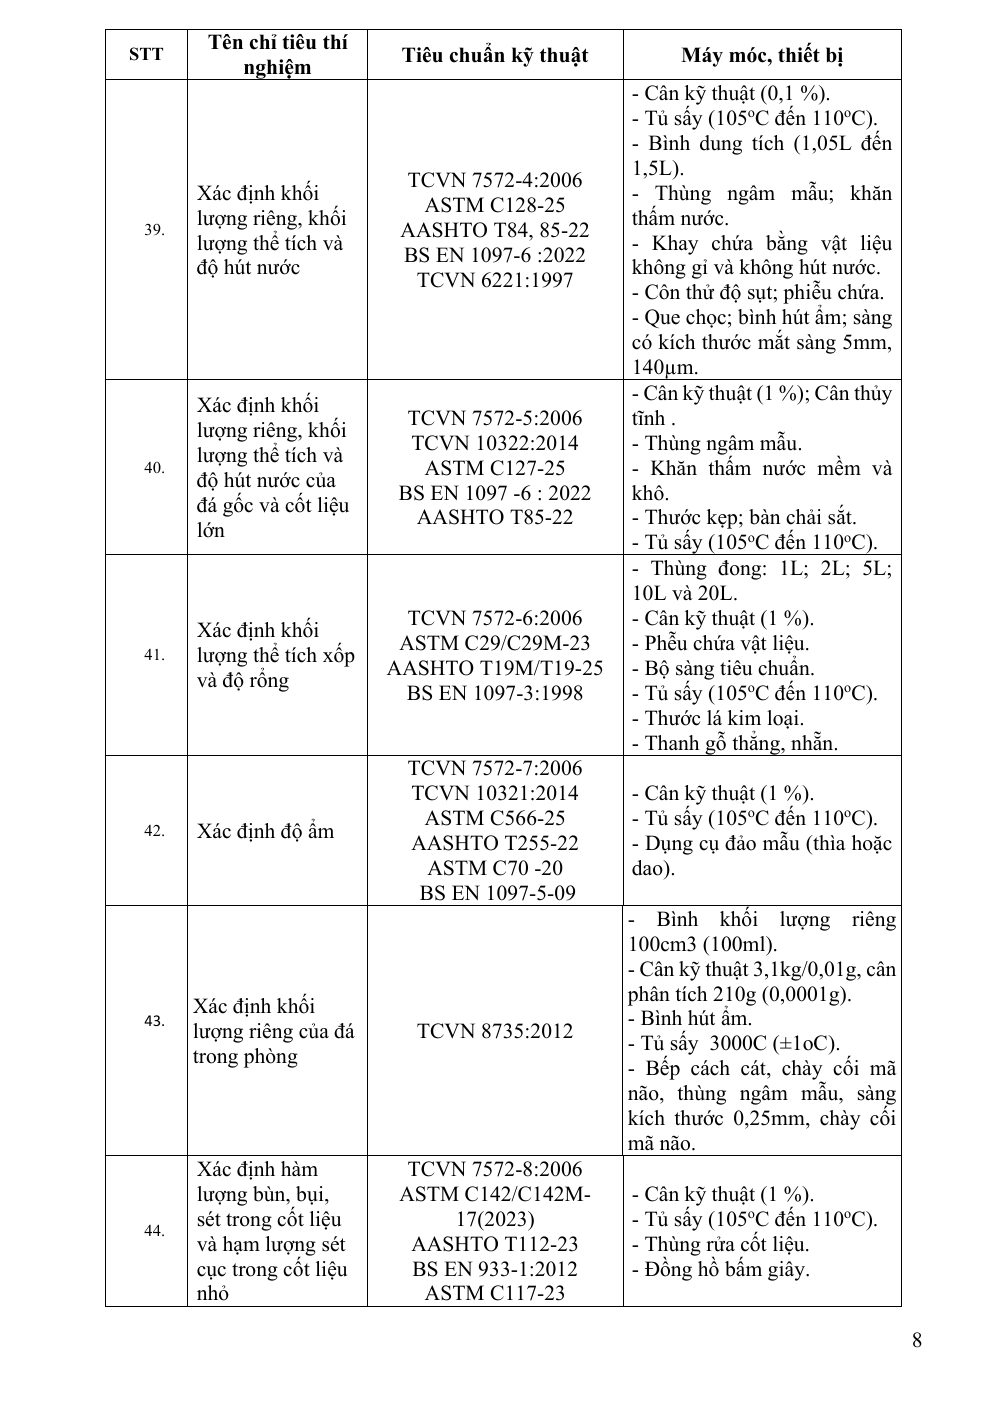 STT
Tên chỉ tiêu thí
nghiệm
Tiêu chuẩn kỹ thuật
Máy móc, thiết bị
39.
Xác định khối
lượng riêng, khối
lượng thể tích và
độ hút nước
TCVN 7572-4:2006
ASTM C128-25
AASHTO T84, 85-22
BS EN 1097-6 :2022
TCVN 6221:1997
- Cân kỹ thuật (0,1 %).
- Tủ sấy (105ºC đến 110ºC).
- Bình dung tích (1,05L đến
1,5L).
- Thùng ngâm mẫu; khăn
thấm nước.
- Khay chứa bằng vật liệu
không gỉ và không hút nước.
- Côn thử độ sụt; phiễu chứa.
- Que chọc; bình hút ẩm; sàng
có kích thước mắt sàng 5mm,
140µm.
40.
Xác định khối
lượng riêng, khối
lượng thể tích và
độ hút nước của
đá gốc và cốt liệu
lớn
TCVN 7572-5:2006
TCVN 10322:2014
ASTM C127-25
BS EN 1097 -6 : 2022
AASHTO T85-22
- Cân kỹ thuật (1 %); Cân thủy
tĩnh .
- Thùng ngâm mẫu.
- Khăn thấm nước mềm và
khô.
- Thước kẹp; bàn chải sắt.
- Tủ sấy (105ºC đến 110ºC).
41.
Xác định khối
lượng thể tích xốp
và độ rổng
TCVN 7572-6:2006
ASTM C29/C29M-23
AASHTO T19M/T19-25
BS EN 1097-3:1998
- Thùng đong: 1L; 2L; 5L;
10L và 20L.
- Cân kỹ thuật (1 %).
- Phễu chứa vật liệu.
- Bộ sàng tiêu chuẩn.
- Tủ sấy (105ºC đến 110ºC).
- Thước lá kim loại.
- Thanh gỗ thẳng, nhẵn.
42.
Xác định độ ẩm
TCVN 7572-7:2006
TCVN 10321:2014
ASTM C566-25
AASHTO T255-22
ASTM C70 -20
BS EN 1097-5-09
- Cân kỹ thuật (1 %).
- Tủ sấy (105ºC đến 110ºC).
- Dụng cụ đảo mẫu (thìa hoặc
dao).
43.
Xác định khối
lượng riêng của đá
trong phòng
TCVN 8735:2012
- Bình khối lượng riêng
100cm3 (100ml).
- Cân kỹ thuật 3,1kg/0,01g, cân
phân tích 210g (0,0001g).
- Bình hút ẩm.
- Tủ sấy 3000C (±1oC).
- Bếp cách cát, chày cối mã
não, thùng ngâm mẫu, sàng
kích thước 0,25mm, chày cối
mã não.
44.
Xác định hàm
lượng bùn, bụi,
sét trong cốt liệu
và hạm lượng sét
cục trong cốt liệu
nhỏ
TCVN 7572-8:2006
ASTM C142/C142M-
17(2023)
AASHTO T112-23
BS EN 933-1:2012
ASTM C117-23
- Cân kỹ thuật (1 %).
- Tủ sấy (105ºC đến 110ºC).
- Thùng rửa cốt liệu.
- Đồng hồ bấm giây.
8